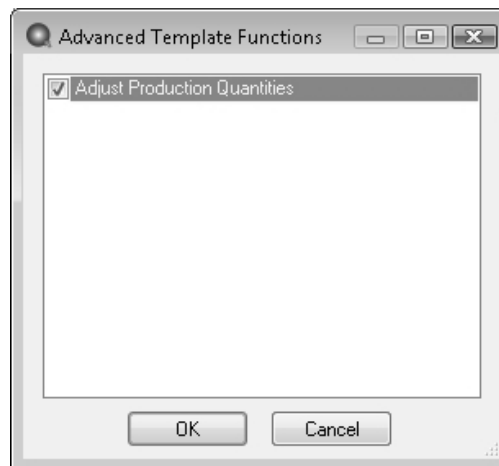 Advanced Template Functions
Adjust Production Quantities
OK
Cancel